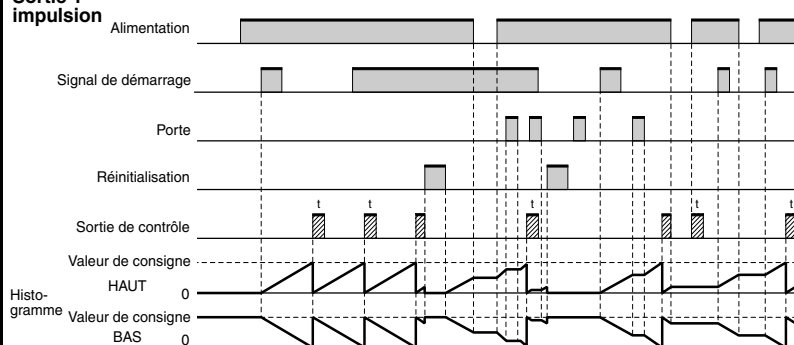 impulsion
Alimentation
Signal de démarrage
Porte
Réinitialisation
t t t t t
Sortie de contrôle
Valeur de consigne
HAUT
0
Histo-
gramme
Valeur de consigne
BAS
0